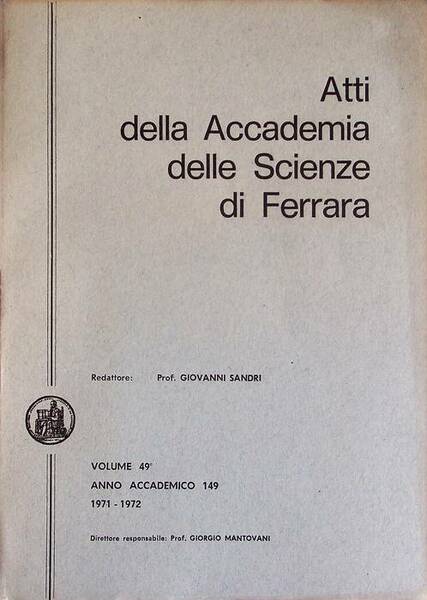 Atti
della Accademia
delle Scienze
di Ferrara
Redattore: Prof. GIOVANNI SANDRI
VOLUME 49°
ANNO ACCADEMICO 149
1971 - 1972
Direttore responsabile: Prof. GIORGIO MANTOVANI